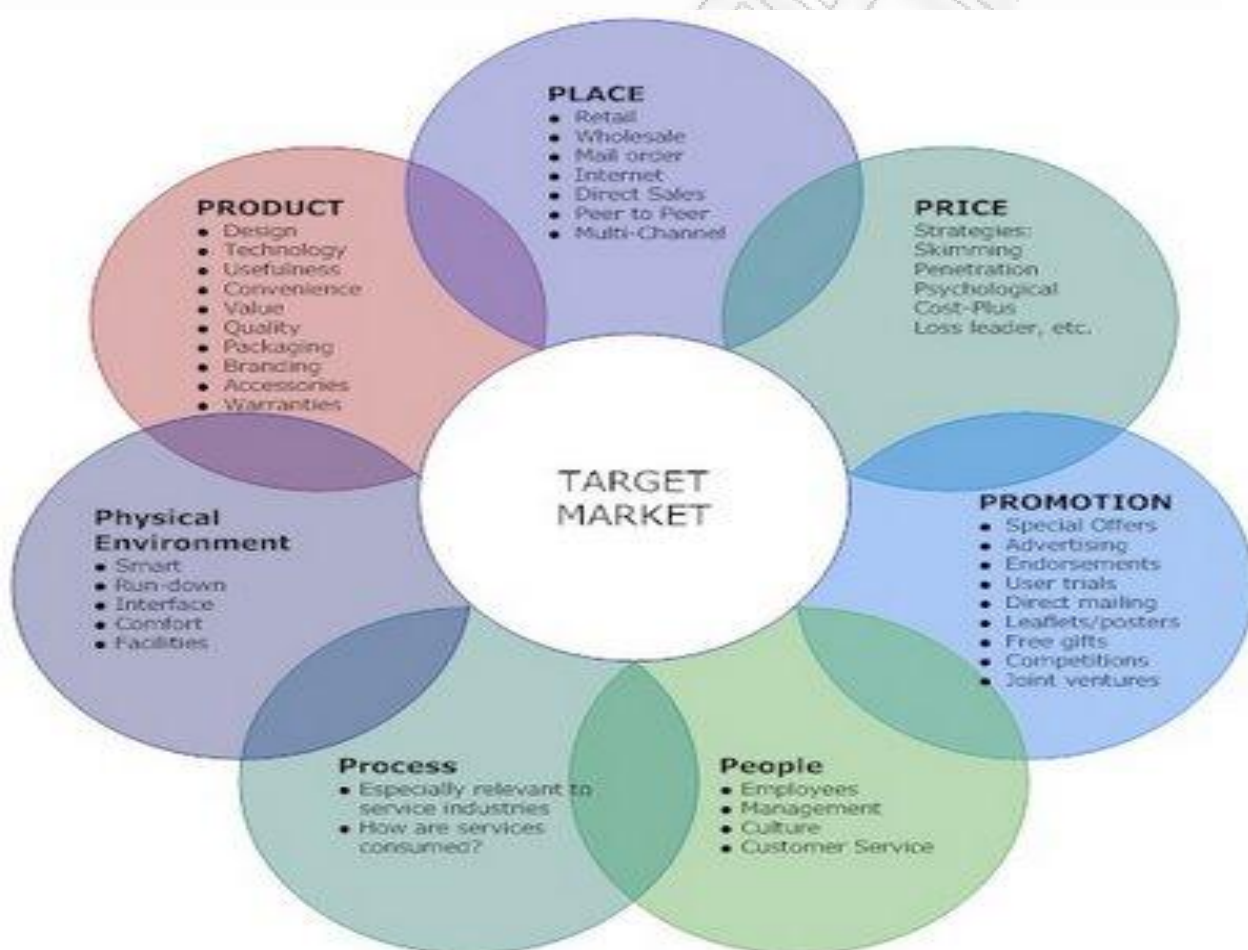 PLACE
• Retail
• Wholesale
• Mail order
• Internet
• Direct Sales
• Peer to Peer
• Multi-Channel
PRICE
Strategies:
Skimming
Penetration
Psychological
Cost-Plus
Loss leader, etc.
PROMOTION
• Special Offers
• Advertising
• Endorsements
• User trials
• Direct mailing
• Leaflets/posters
• Free gifts
• Competitions
• Joint ventures
People
• Employees
• Management
• Culture
• Customer Service
Process
• Especially relevant to
service industries
• How are services
consumed?
Physical
Environment
• Smart
• Run-down
• Interface
• Comfort
• Facilities
PRODUCT
• Design
• Technology
• Usefulness
• Convenience
• Value
• Quality
• Packaging
• Branding
• Accessories
• Warranties
TARGET
MARKET